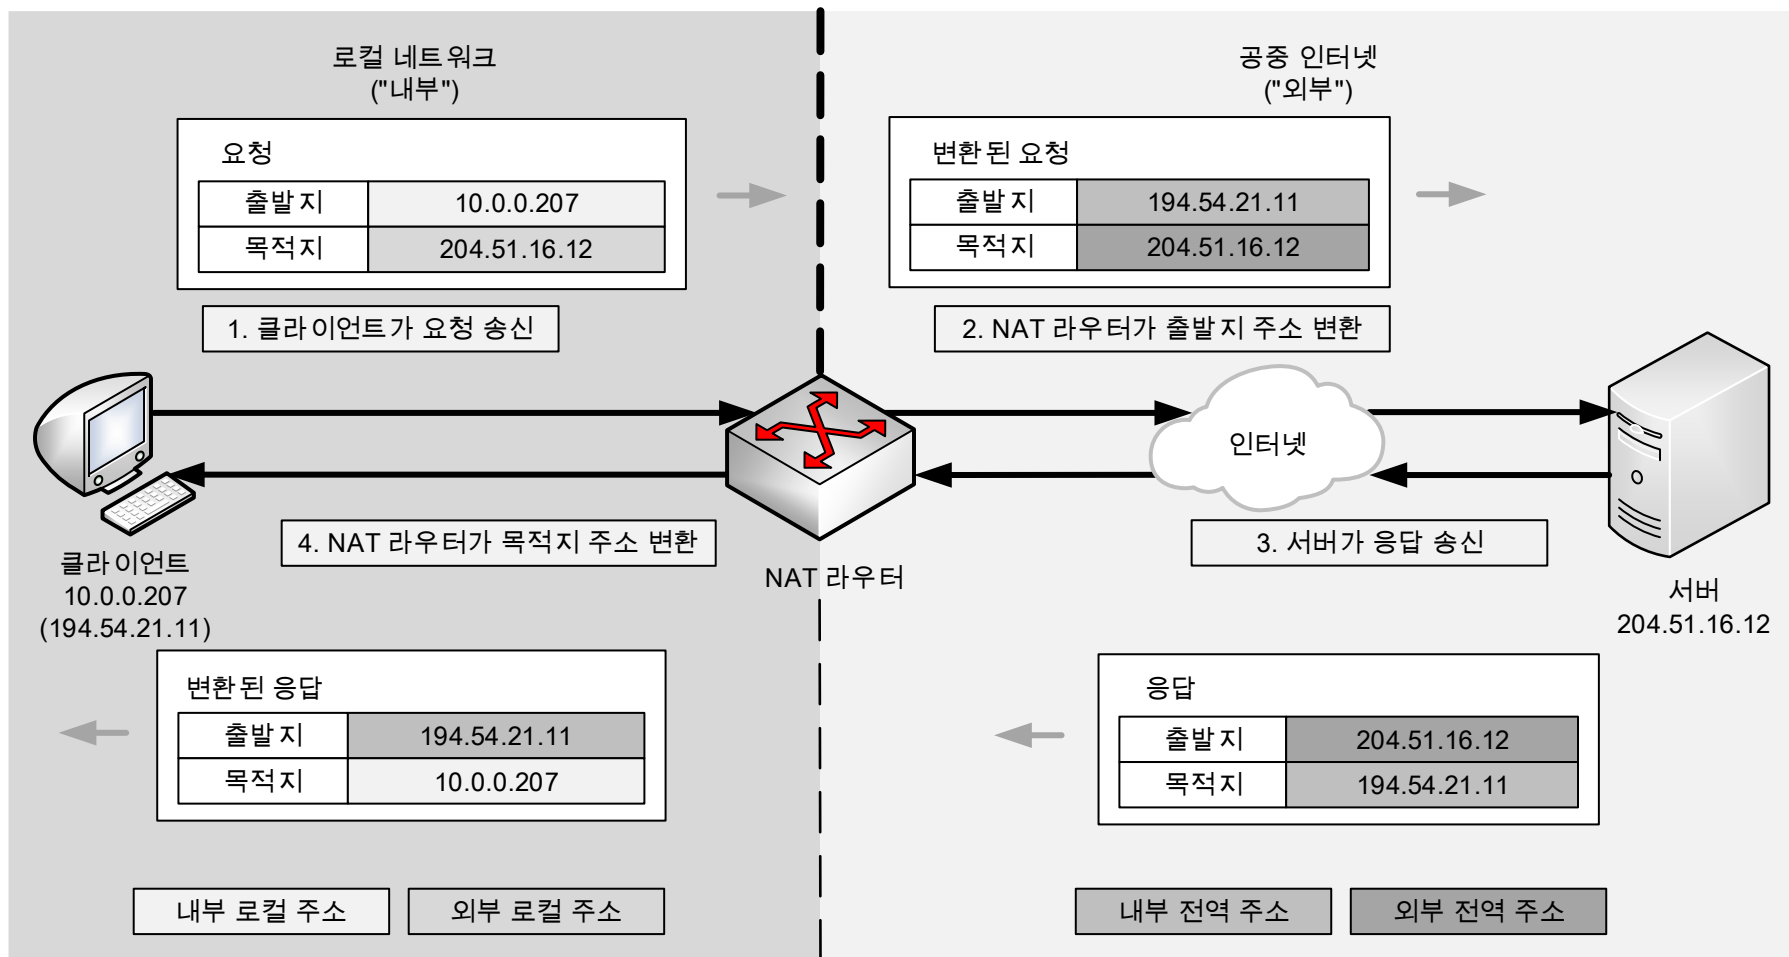 로컬 네트워크
("내부")
공중 인터넷
("외부")
요청
출발지 10.0.0.207
목적지 204.51.16.12
변환된 요청
출발지 194.54.21.11
목적지 204.51.16.12
1. 클라이언트가 요청 송신
2. NAT 라우터가 출발지 주소 변환
인터넷
4. NAT 라우터가 목적지 주소 변환
3. 서버가 응답 송신
클라이언트
10.0.0.207
(194.54.21.11)
NAT 라우터
서버
204.51.16.12
변환된 응답
출발지 194.54.21.11
목적지 10.0.0.207
응답
출발지 204.51.16.12
목적지 194.54.21.11
내부 로컬 주소
외부 로컬 주소
내부 전역 주소
외부 전역 주소